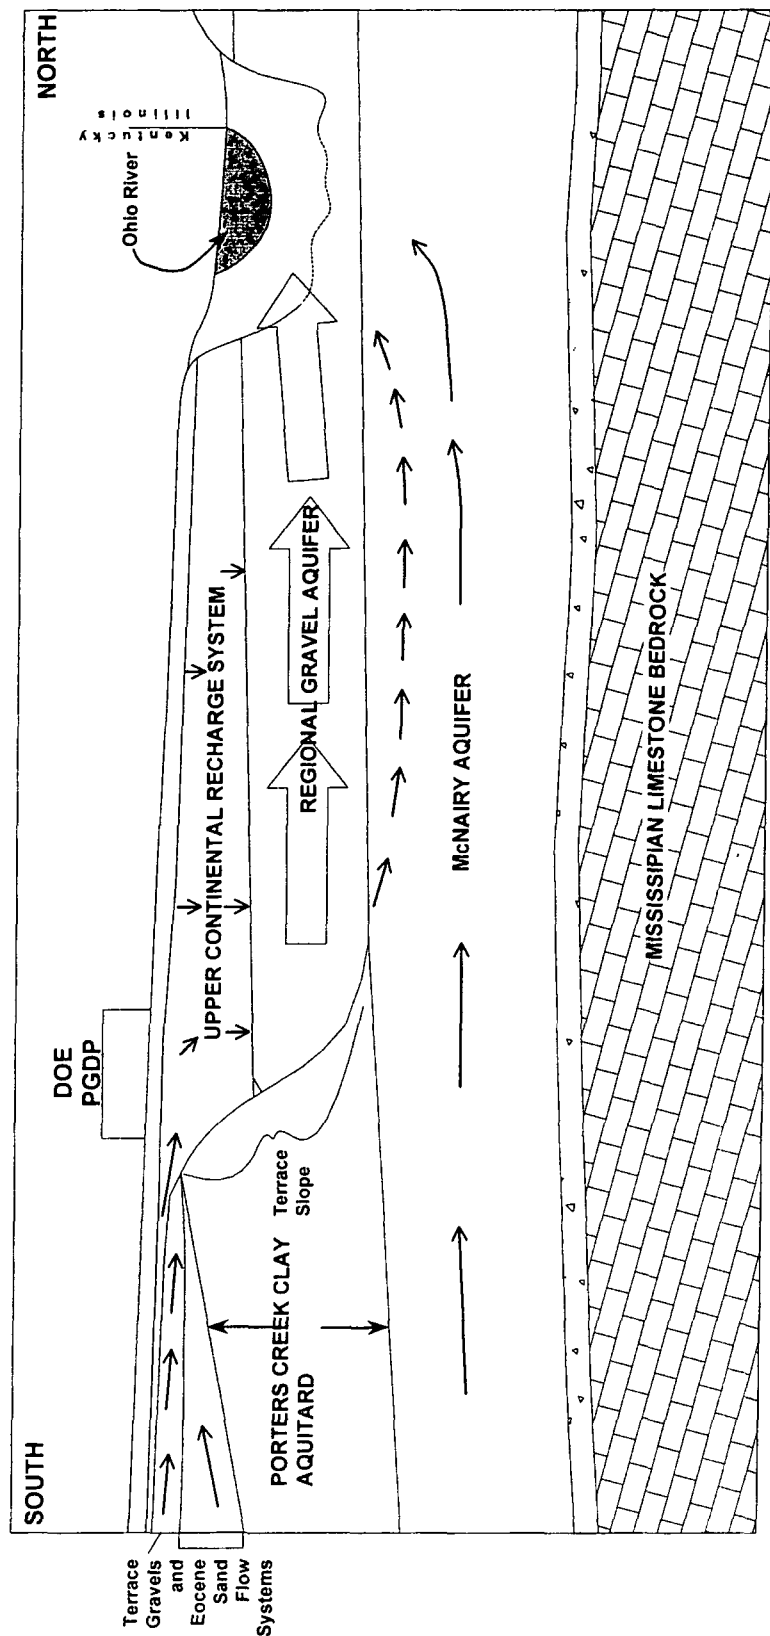 SOUTH
NORTH
DOE
PGDP
Ohio River
Kentucky
Illinois
Terrace
Gravels
and
Eocene
Sand
Flow
Systems
UPPER CONTINENTAL RECHARGE SYSTEM
REGIONAL GRAVEL AQUIFER
Terrace
Slope
PORTERS CREEK CLAY
AQUITARD
McNAIRY AQUIFER
MISSISSIPIAN LIMESTONE BEDROCK